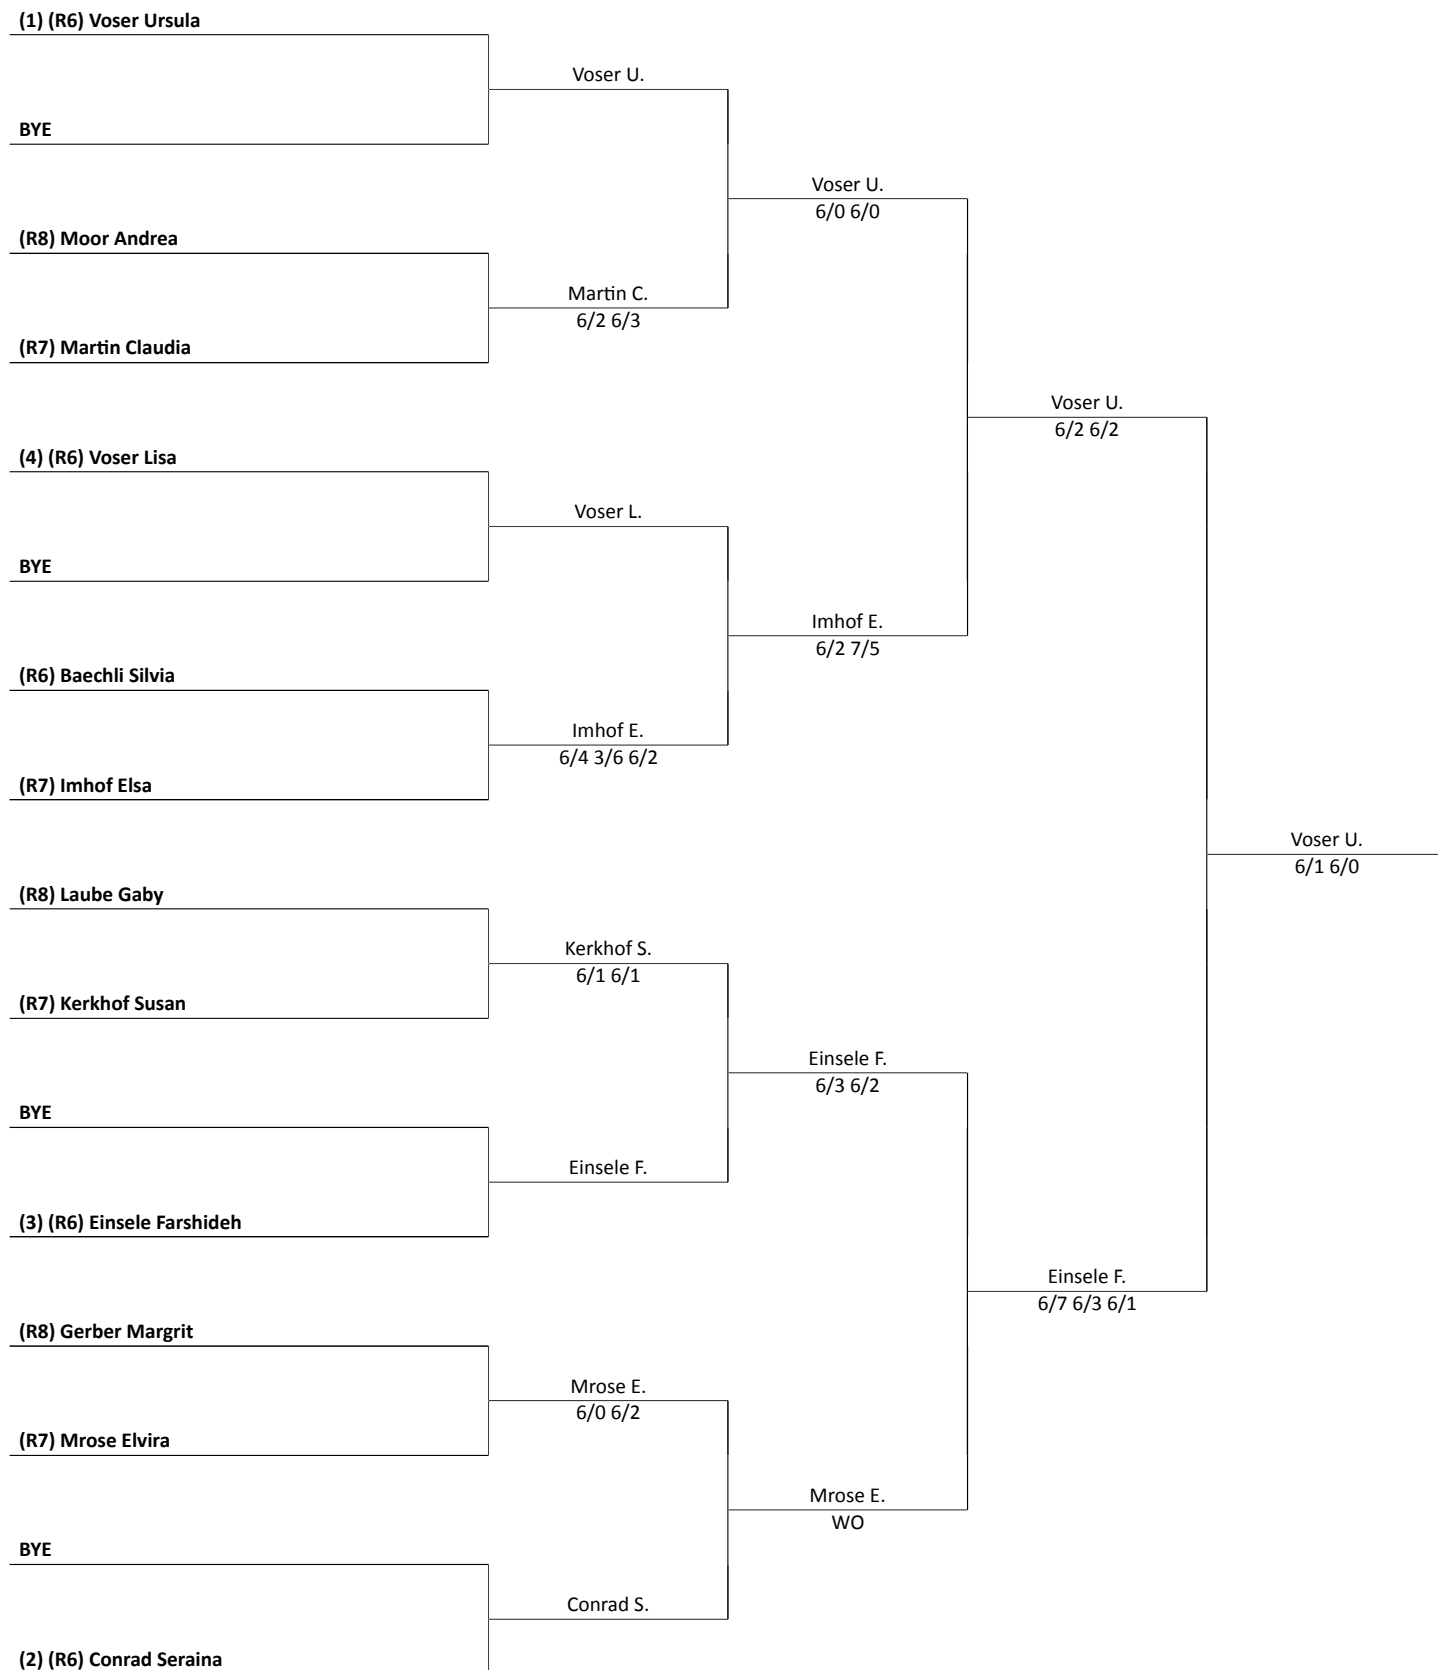 (1) (R6) Voser Ursula
Voser U.
BYE
Voser U.
6/0 6/0
(R8) Moor Andrea
Martin C.
6/2 6/3
(R7) Martin Claudia
Voser U.
6/2 6/2
(4) (R6) Voser Lisa
Voser L.
BYE
Imhof E.
6/2 7/5
(R6) Baechli Silvia
Imhof E.
6/4 3/6 6/2
(R7) Imhof Elsa
Voser U.
6/1 6/0
(R8) Laube Gaby
Kerkhof S.
6/1 6/1
(R7) Kerkhof Susan
Einsele F.
6/3 6/2
BYE
Einsele F.
(3) (R6) Einsele Farshideh
Einsele F.
6/7 6/3 6/1
(R8) Gerber Margrit
Mrose E.
6/0 6/2
(R7) Mrose Elvira
Mrose E.
WO
BYE
Conrad S.
(2) (R6) Conrad Seraina